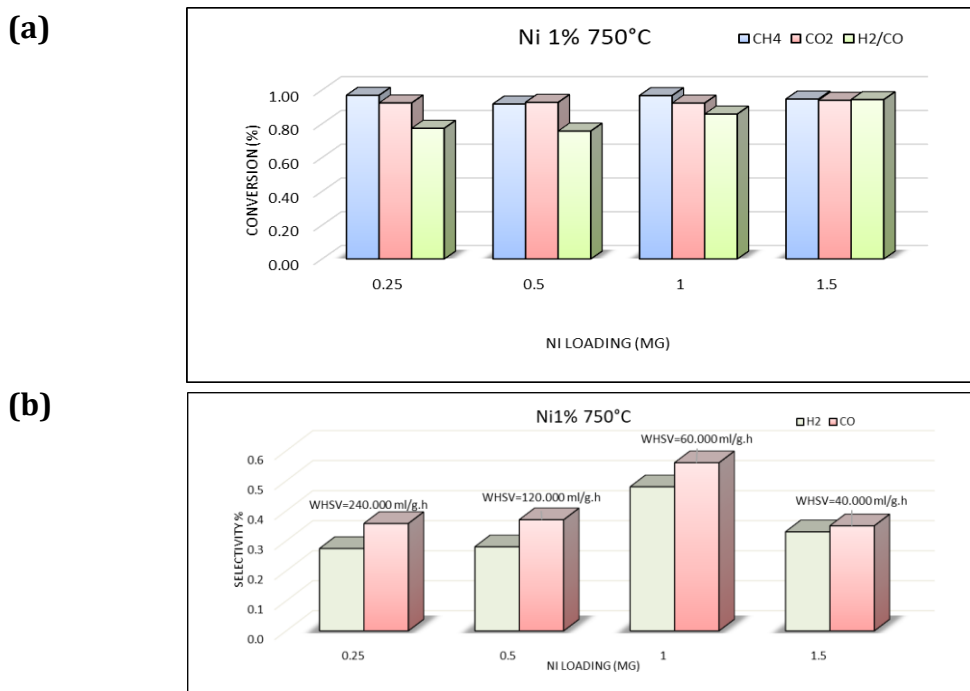 (a)
Ni 1% 750°C
CH4 CO2 H2/CO
CONVERSION (%)
1.00
0.80
0.60
0.40
0.20
0.00
0.25 0.5 1 1.5
NI LOADING (MG)
(b)
Ni1% 750°C
H2 CO
SELECTIVITY %
0.6
0.5
0.4
0.3
0.2
0.1
0.0
WHSV=240.000 ml/g.h
WHSV=120.000 ml/g.h
WHSV=60.000 ml/g.h
WHSV=40.000 ml/g.h
0.25 0.5 1 1.5
NI LOADING (MG)